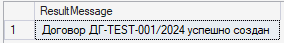 ResultMessage
1 Договор ДГ-TEST-001/2024 успешно создан